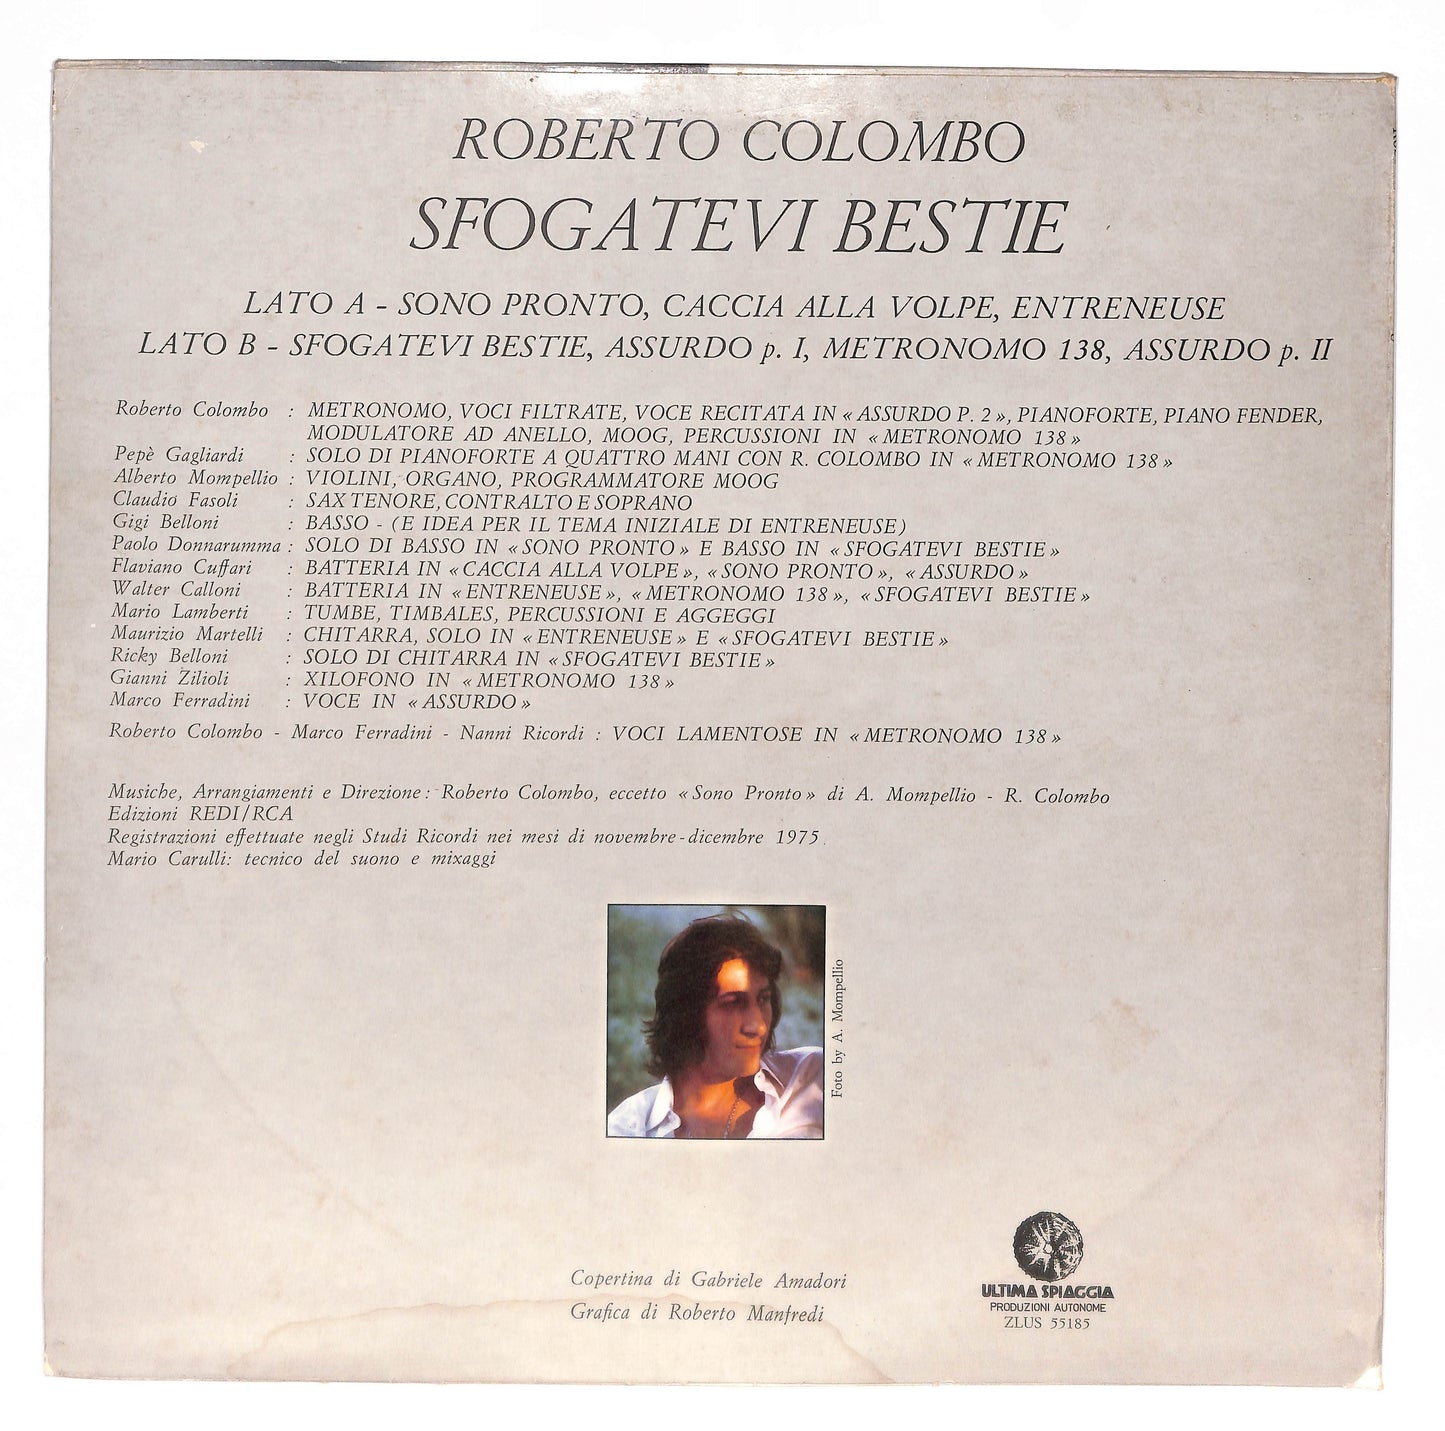 ROBERTO COLOMBO
SFOGATEVI BESTIE
LATO A - SONO PRONTO, CACCIA ALLA VOLPE, ENTRENEUSE
LATO B - SFOGATEVI BESTIE, ASSURDO p. I, METRONOMO 138, ASSURDO p. II
Roberto Colombo : METRONOMO, VOCI FILTRATE, VOCE RECITATA IN « ASSURDO P. 2 », PIANOFORTE, PIANO FENDER,
MODULATORE AD ANELLO, MOOG, PERCUSSIONI IN « METRONOMO 138 »
Pepè Gagliardi : SOLO DI PIANOFORTE A QUATTRO MANI CON R. COLOMBO IN « METRONOMO 138 »
Alberto Mompellio : VIOLINI, ORGANO, PROGRAMMATORE MOOG
Claudio Fasoli : SAX TENORE, CONTRALTO E SOPRANO
Gigi Belloni : BASSO - (E IDEA PER IL TEMA INIZIALE DI ENTRENEUSE)
Paolo Donnarumma : SOLO DI BASSO IN « SONO PRONTO » E BASSO IN « SFOGATEVI BESTIE »
Flaviano Cuffari : BATTERIA IN « CACCIA ALLA VOLPE », « SONO PRONTO », « ASSURDO »
Walter Calloni : BATTERIA IN « ENTRENEUSE », « METRONOMO 138 », « SFOGATEVI BESTIE »
Mario Lamberti : TUMBE, TIMBALES, PERCUSSIONI E AGGEGGI
Maurizio Martelli : CHITARRA, SOLO IN « ENTRENEUSE » E « SFOGATEVI BESTIE »
Ricky Belloni : SOLO DI CHITARRA IN « SFOGATEVI BESTIE »
Gianni Zilioli : XILOFONO IN « METRONOMO 138 »
Marco Ferradini : VOCE IN « ASSURDO »
Roberto Colombo - Marco Ferradini - Nanni Ricordi : VOCI LAMENTOSE IN « METRONOMO 138 »
Musiche, Arrangiamenti e Direzione : Roberto Colombo, eccetto « Sono Pronto » di A. Mompellio - R. Colombo
Edizioni REDI/RCA
Registrazioni effettuate negli Studi Ricordi nei mesi di novembre-dicembre 1975
Mario Carulli: tecnico del suono e mixaggi
Foto by A. Mompellio
Copertina di Gabriele Amadori
Grafica di Roberto Manfredi
ULTIMA SPIAGGIA
PRODUZIONI AUTONOME
ZLUS 55185